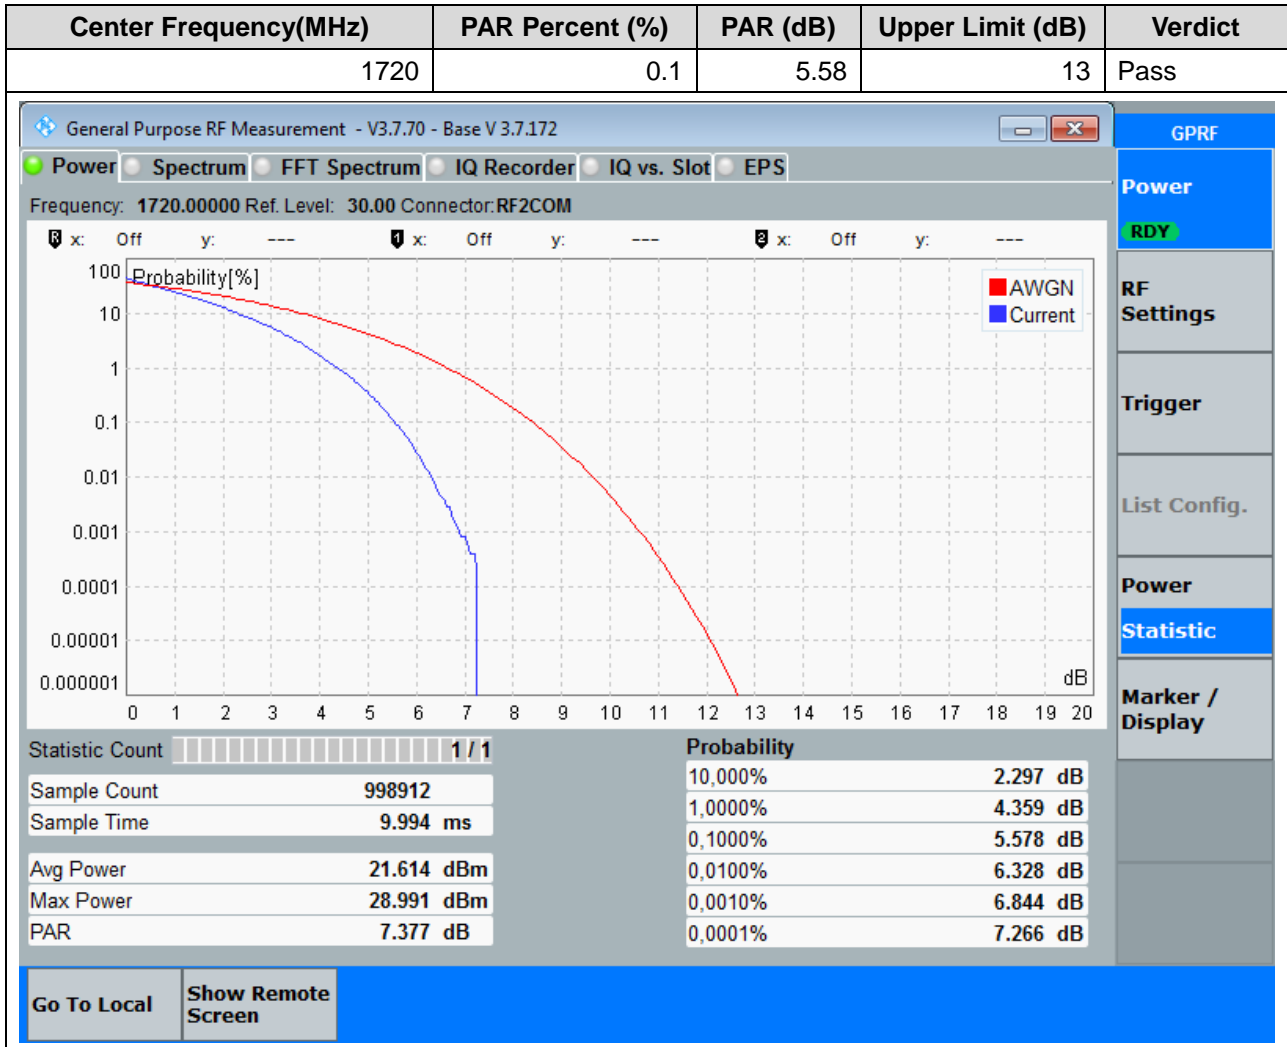 Center Frequency(MHz) PAR Percent (%) PAR (dB) Upper Limit (dB) Verdict
1720 0.1 5.58 13 Pass
General Purpose RF Measurement - V3.7.70 - Base V 3.7.172
GPRF
Power Spectrum FFT Spectrum IQ Recorder IQ vs. Slot EPS
Frequency: 1720.00000 Ref. Level: 30.00 Connector:RF2COM
R x: Off y: --- 1 x: Off y: --- 2 x: Off y: ---
Probability[%]
AWGN
Current
100
10
1
0.1
0.01
0.001
0.0001
0.00001
0.000001
dB
0 1 2 3 4 5 6 7 8 9 10 11 12 13 14 15 16 17 18 19 20
Statistic Count 1 / 1
Sample Count 998912
Sample Time 9.994 ms
Avg Power 21.614 dBm
Max Power 28.991 dBm
PAR 7.377 dB
Probability
10,000% 2.297 dB
1,0000% 4.359 dB
0,1000% 5.578 dB
0,0100% 6.328 dB
0,0010% 6.844 dB
0,0001% 7.266 dB
Power
RDY
RF
Settings
Trigger
List Config.
Power
Statistic
Marker /
Display
Go To Local
Show Remote
Screen